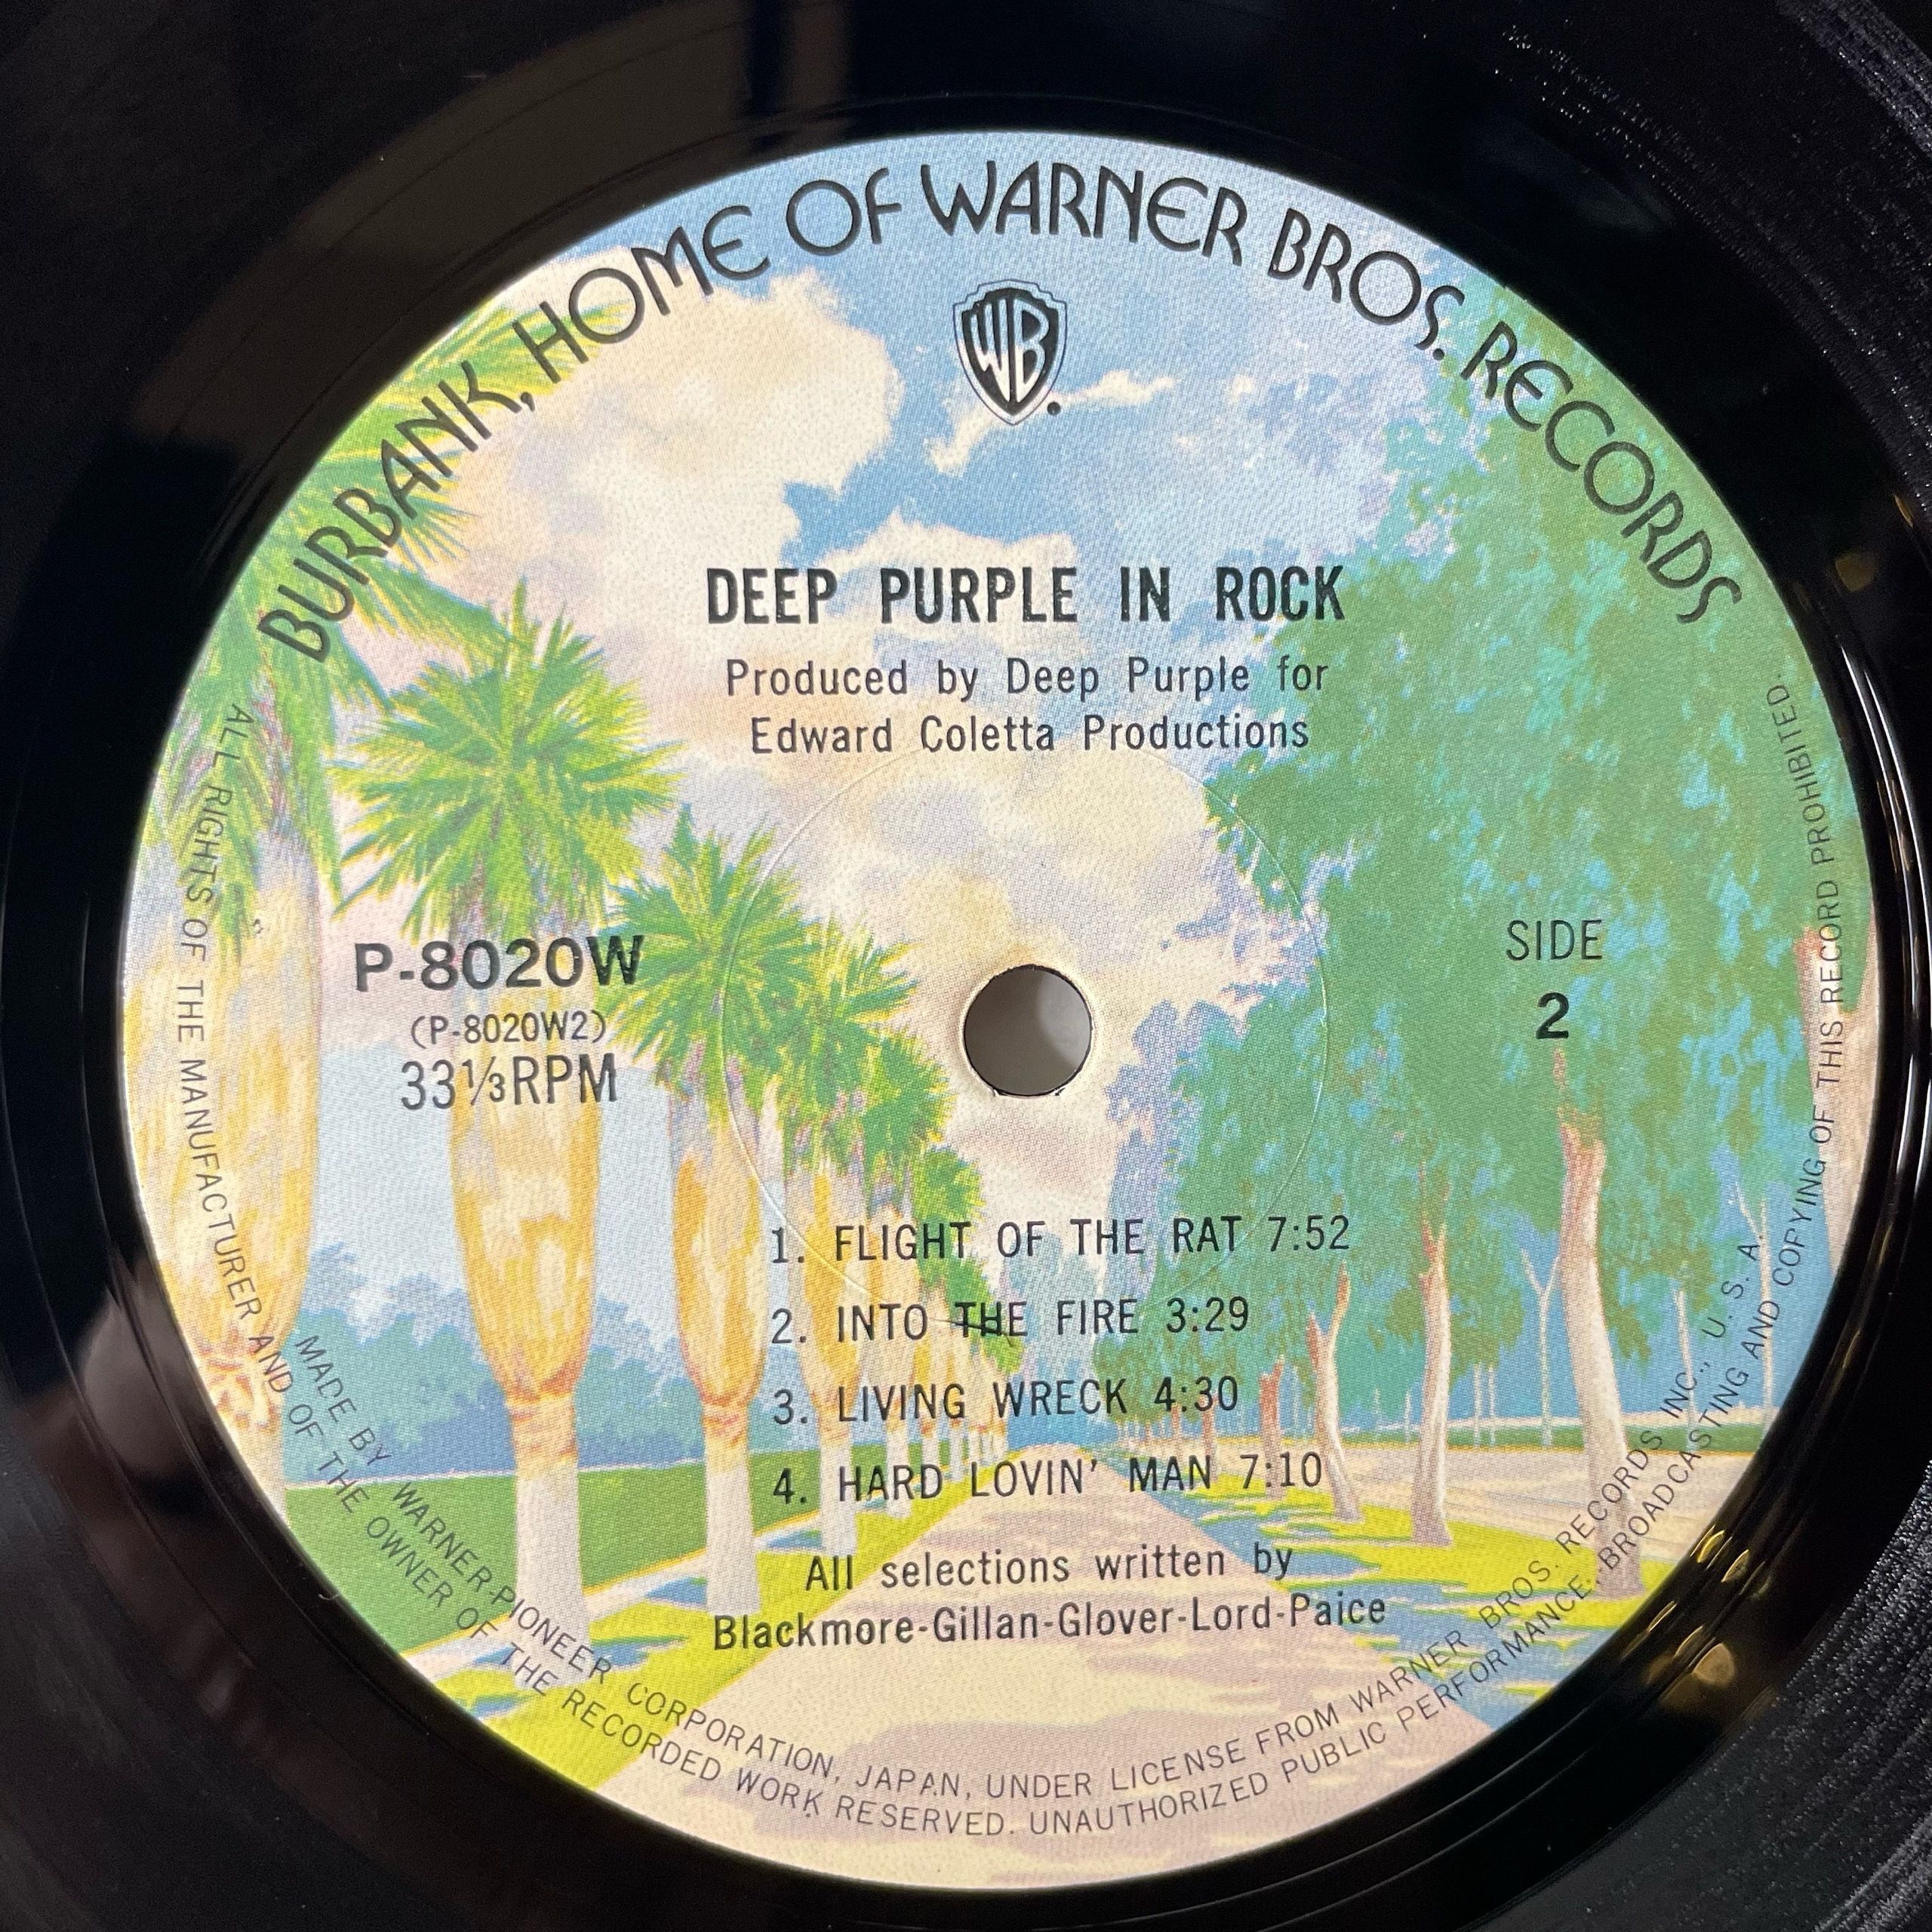 BURBANK, HOME OF WARNER BROS. RECORDS
WB
DEEP PURPLE IN ROCK
Produced by Deep Purple for
Edward Coletta Productions
P-8020W
(P-8020W2)
33⅓RPM
SIDE
2
1. FLIGHT OF THE RAT 7:52
2. INTO THE FIRE 3:29
3. LIVING WRECK 4:30
4. HARD LOVIN' MAN 7:10
All selections written by
Blackmore-Gillan-Glover-Lord-Paice
MADE BY WARNER-PIONEER CORPORATION, JAPAN, UNDER LICENSE FROM WARNER BROS. RECORDS INC., U. S. A.
ALL RIGHTS OF THE MANUFACTURER AND OF THE OWNER OF THE RECORDED WORK RESERVED. UNAUTHORIZED PUBLIC PERFORMANCE, BROADCASTING AND COPYING OF THIS RECORD PROHIBITED.